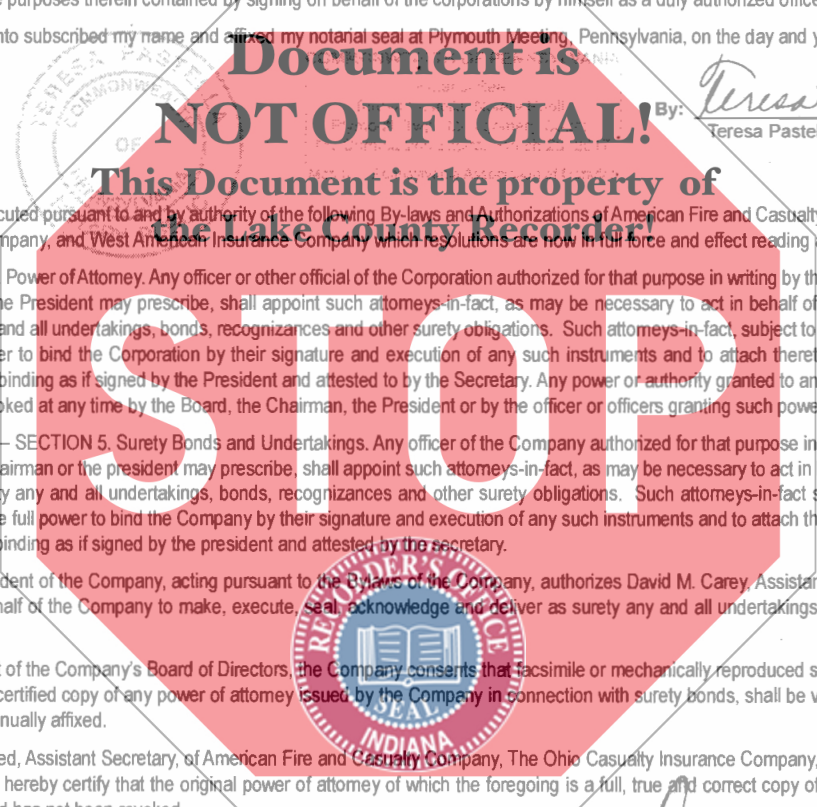 purposes therein contained by signing on behalf of the corporations by himself as a duly authorized office
nto subscribed my name and affixed my notarial seal at Plymouth Meeting, Pennsylvania, on the day and y
Document is
NOT OFFICIAL!
This Document is the property of
the Lake County Recorder!
TERESA PASTE
COMMONWEAL
OF
By: Teresa
Teresa Pastel
cuted pursuant to and by authority of the following By-laws and Authorizations of American Fire and Casualty
mpany, and West American Insurance Company which resolutions are now in full force and effect reading
Power of Attorney. Any officer or other official of the Corporation authorized for that purpose in writing by th
e President may prescribe, shall appoint such attorneys-in-fact, as may be necessary to act in behalf of
and all undertakings, bonds, recognizances and other surety obligations. Such attorneys-in-fact, subject to
er to bind the Corporation by their signature and execution of any such instruments and to attach theret
binding as if signed by the President and attested to by the Secretary. Any power or authority granted to an
oked at any time by the Board, the Chairman, the President or by the officer or officers granting such powe
STOP
– SECTION 5. Surety Bonds and Undertakings. Any officer of the Company authorized for that purpose in
airman or the president may prescribe, shall appoint such attorneys-in-fact, as may be necessary to act in
y any and all undertakings, bonds, recognizances and other surety obligations. Such attorneys-in-fact s
e full power to bind the Company by their signature and execution of any such instruments and to attach th
binding as if signed by the president and attested by the secretary.
dent of the Company, acting pursuant to the Bylaws of the Company, authorizes David M. Carey, Assistan
half of the Company to make, execute, seal, acknowledge and deliver as surety any and all undertakings
RECORDER'S OFFICE
SEAL
INDIANA
t of the Company's Board of Directors, the Company consents that facsimile or mechanically reproduced s
certified copy of any power of attorney issued by the Company in connection with surety bonds, shall be v
nually affixed.
ed, Assistant Secretary, of American Fire and Casualty Company, The Ohio Casualty Insurance Company,
hereby certify that the original power of attorney of which the foregoing is a full, true and correct copy of